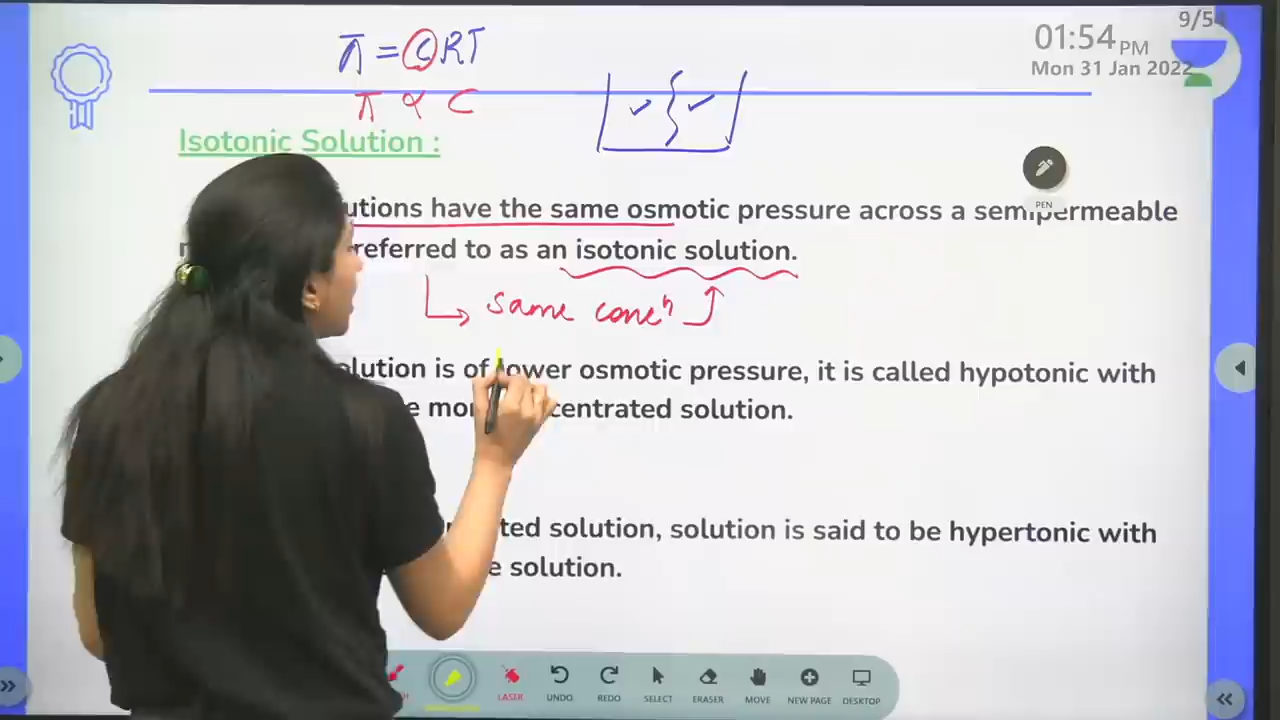 π = CRT
9/54
01:54 PM
Mon 31 Jan 2022
π ∝ C
Isotonic Solution :
utions have the same osmotic pressure across a semipermeable
PEN
referred to as an isotonic solution.
same concⁿ
olution is of lower osmotic pressure, it is called hypotonic with
centrated solution.
ted solution, solution is said to be hypertonic with
e solution.
LASER UNDO REDO SELECT ERASER MOVE NEW PAGE DESKTOP